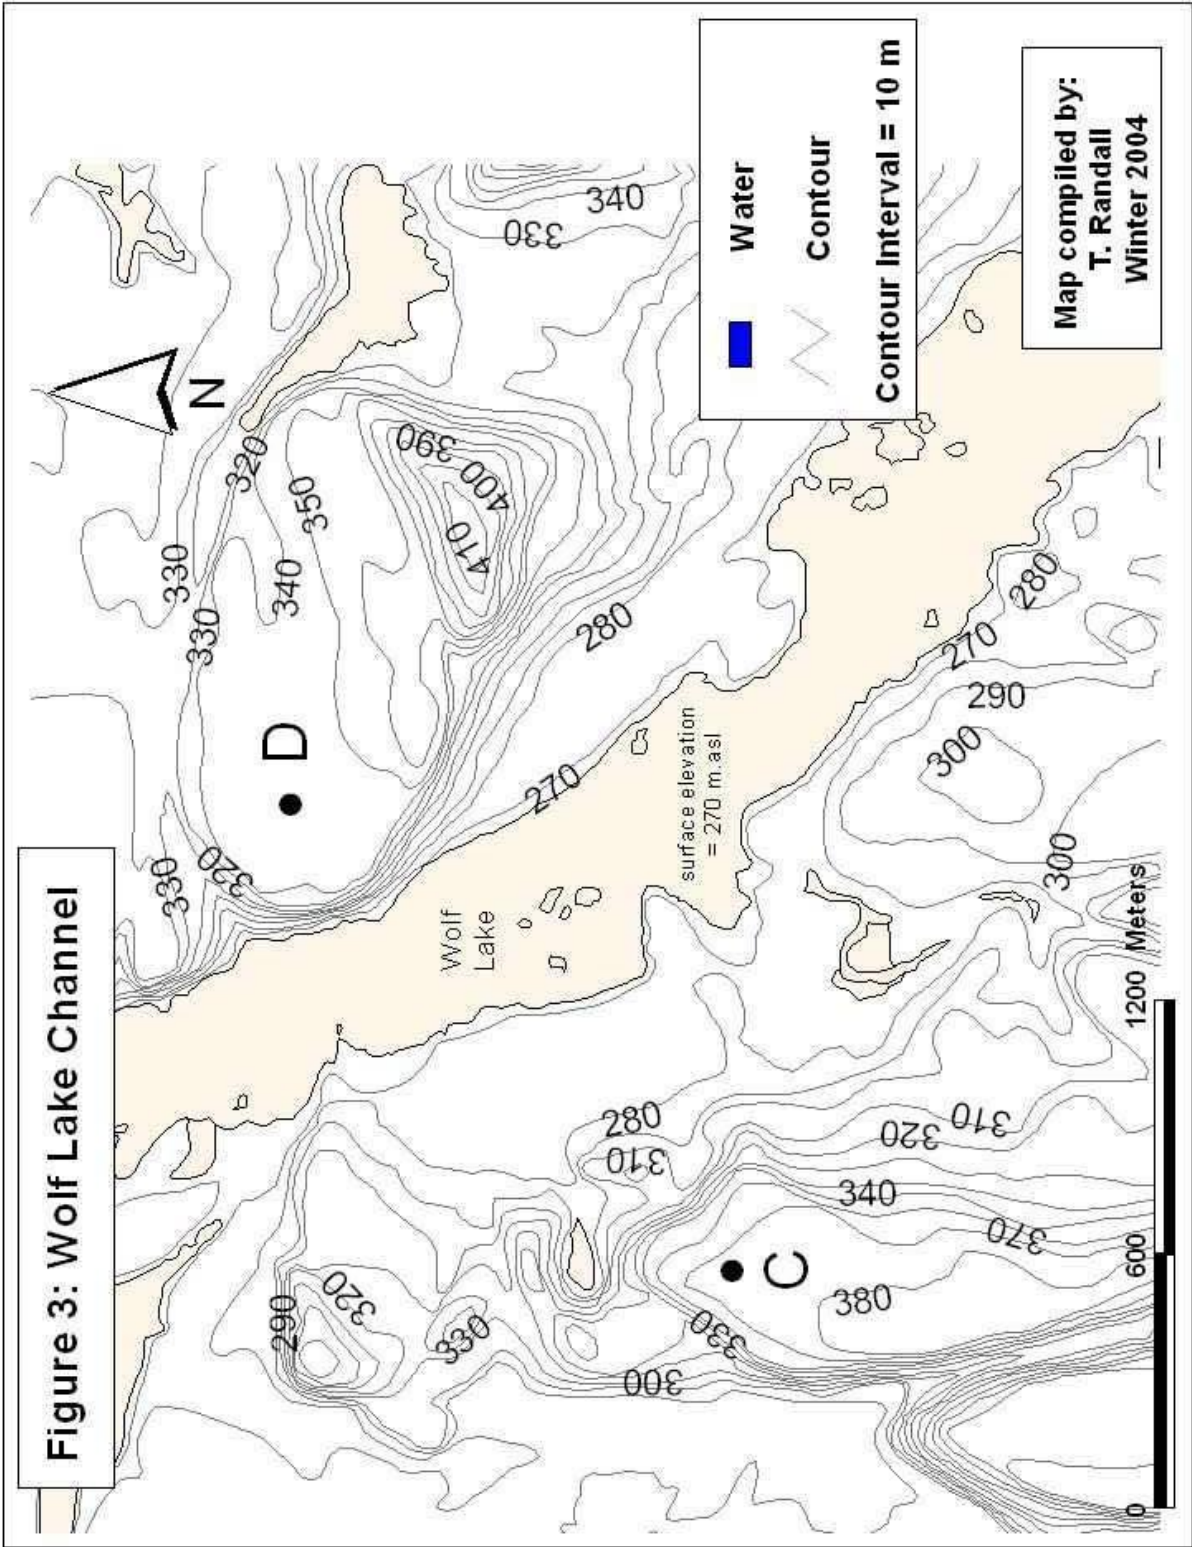 Figure 3: Wolf Lake Channel
330
330
330
N
320
320
290
D
340
350
320
390
330
Wolf
Lake
410
400
330
270
280
340
280
310
300
surface elevation
= 270 m.asl
330
Water
C
Contour
380
340
Contour Interval = 10 m
320
300
270
310
290
370
280
300
Map compiled by:
T. Randall
Winter 2004
0 600 1200 Meters